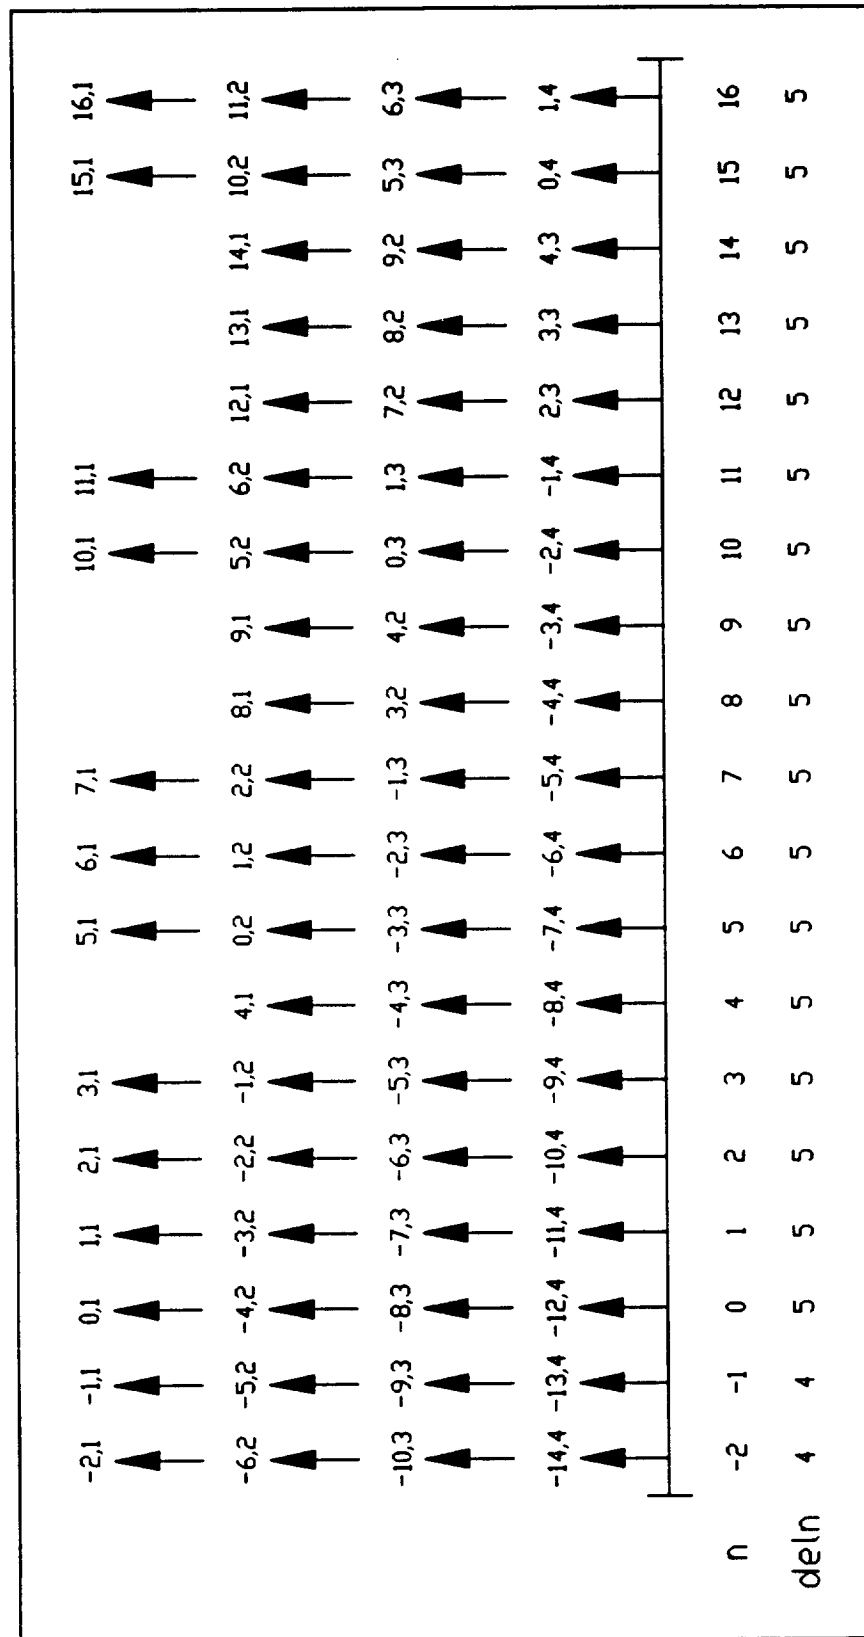 -2,1 -1,1 0,1 1,1 2,1 3,1 5,1 6,1 7,1 10,1 11,1 15,1 16,1
-6,2 -5,2 -4,2 -3,2 -2,2 -1,2 4,1 0,2 1,2 2,2 8,1 9,1 5,2 6,2 12,1 13,1 14,1 10,2 11,2
-10,3 -9,3 -8,3 -7,3 -6,3 -5,3 -4,3 -3,3 -2,3 -1,3 3,2 4,2 0,3 1,3 7,2 8,2 9,2 5,3 6,3
-14,4 -13,4 -12,4 -11,4 -10,4 -9,4 -8,4 -7,4 -6,4 -5,4 -4,4 -3,4 -2,4 -1,4 2,3 3,3 4,3 0,4 1,4
n -2 -1 0 1 2 3 4 5 6 7 8 9 10 11 12 13 14 15 16
deln 4 4 5 5 5 5 5 5 5 5 5 5 5 5 5 5 5 5 5